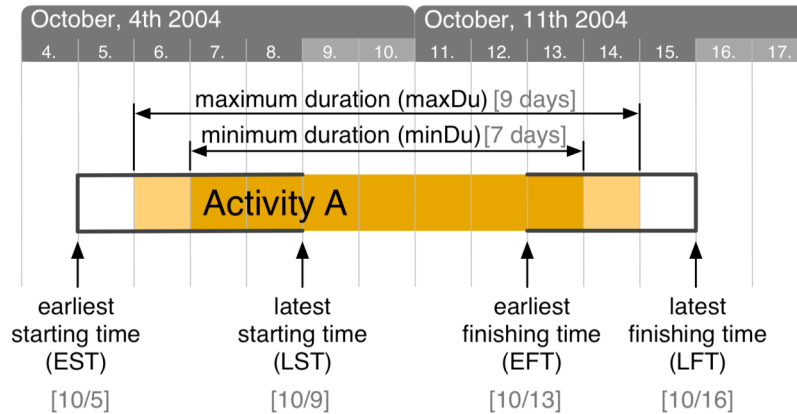 October, 4th 2004 October, 11th 2004
4. 5. 6. 7. 8. 9. 10. 11. 12. 13. 14. 15. 16. 17.
maximum duration (maxDu) [9 days]
minimum duration (minDu) [7 days]
Activity A
earliest starting time (EST) [10/5]
latest starting time (LST) [10/9]
earliest finishing time (EFT) [10/13]
latest finishing time (LFT) [10/16]